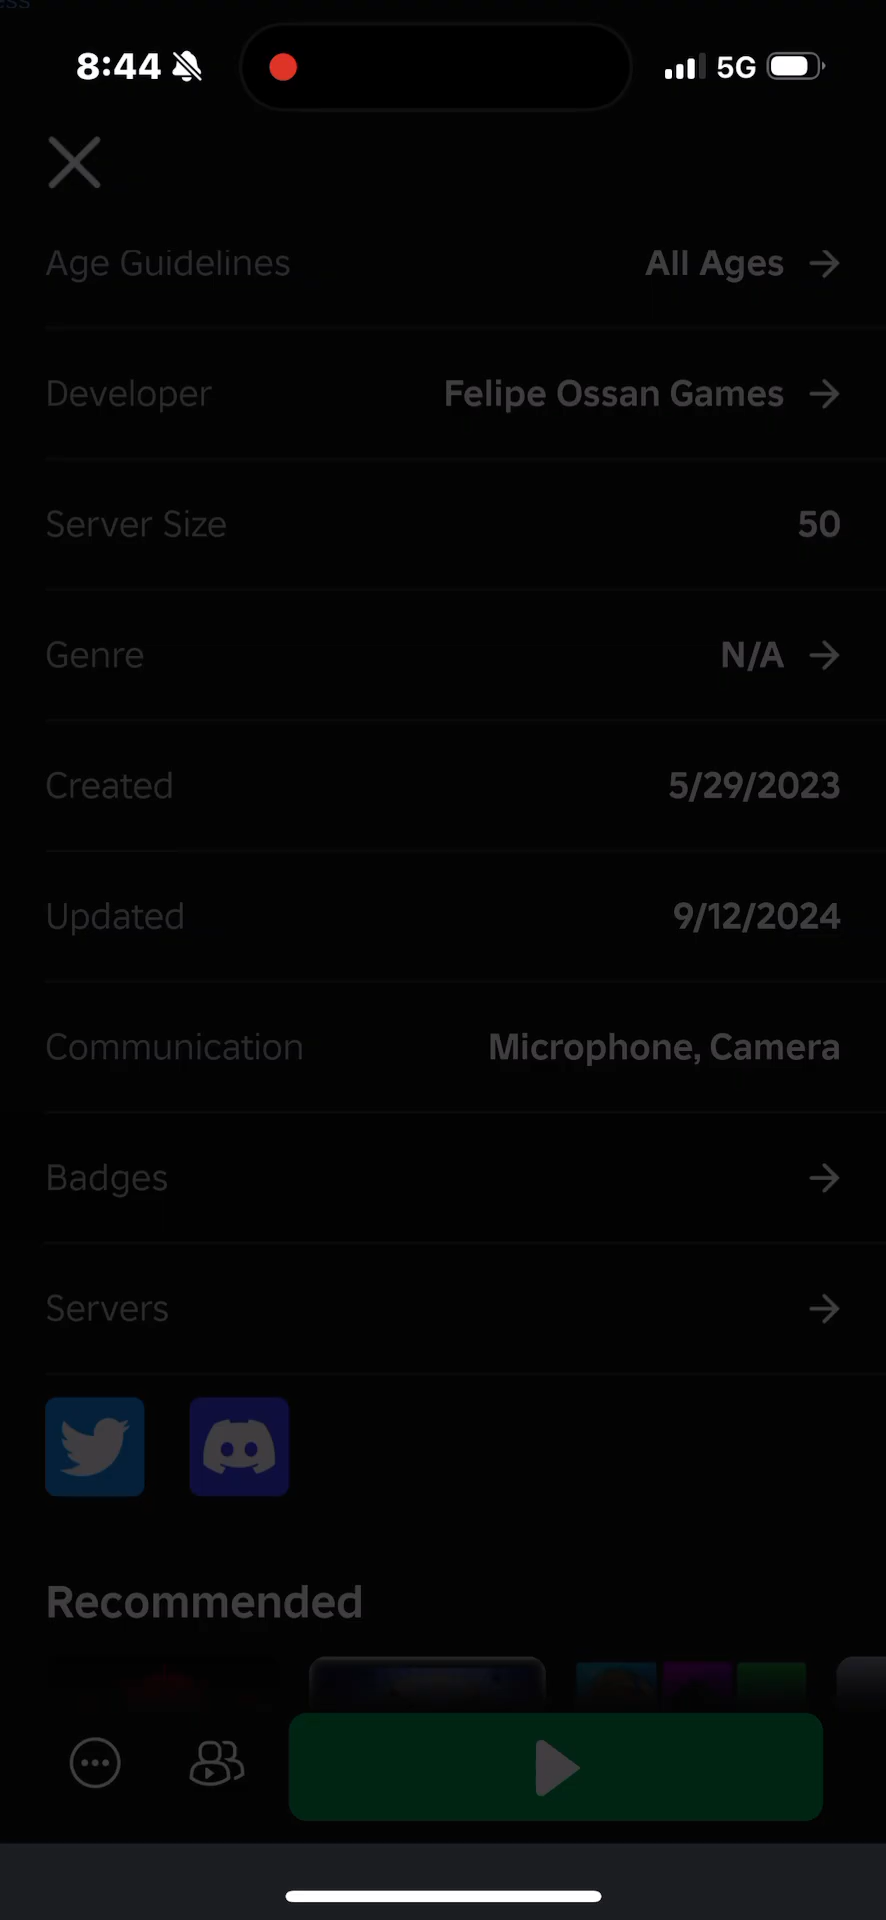 ess
8:44 5G
Age Guidelines All Ages
Developer Felipe Ossan Games
Server Size 50
Genre N/A
Created 5/29/2023
Updated 9/12/2024
Communication Microphone, Camera
Badges
Servers
Recommended